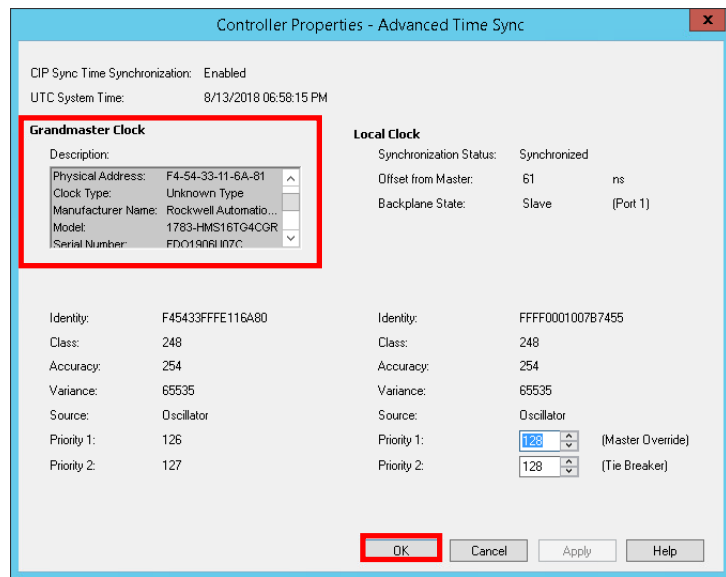 Controller Properties - Advanced Time Sync
x
CIP Sync Time Synchronization: Enabled
UTC System Time: 8/13/2018 06:58:15 PM
Grandmaster Clock
Description:
Physical Address: F4-54-33-11-6A-81
Clock Type: Unknown Type
Manufacturer Name: Rockwell Automatio...
Model: 1783-HMS16TG4CGR
Serial Number: FDO1906U07C
Local Clock
Synchronization Status: Synchronized
Offset from Master: 61 ns
Backplane State: Slave (Port 1)
Identity: F45433FFFE116A80
Class: 248
Accuracy: 254
Variance: 65535
Source: Oscillator
Priority 1: 126
Priority 2: 127
Identity: FFFF0001007B7455
Class: 248
Accuracy: 254
Variance: 65535
Source: Oscillator
Priority 1: 128 (Master Override)
Priority 2: 128 (Tie Breaker)
OK Cancel Apply Help